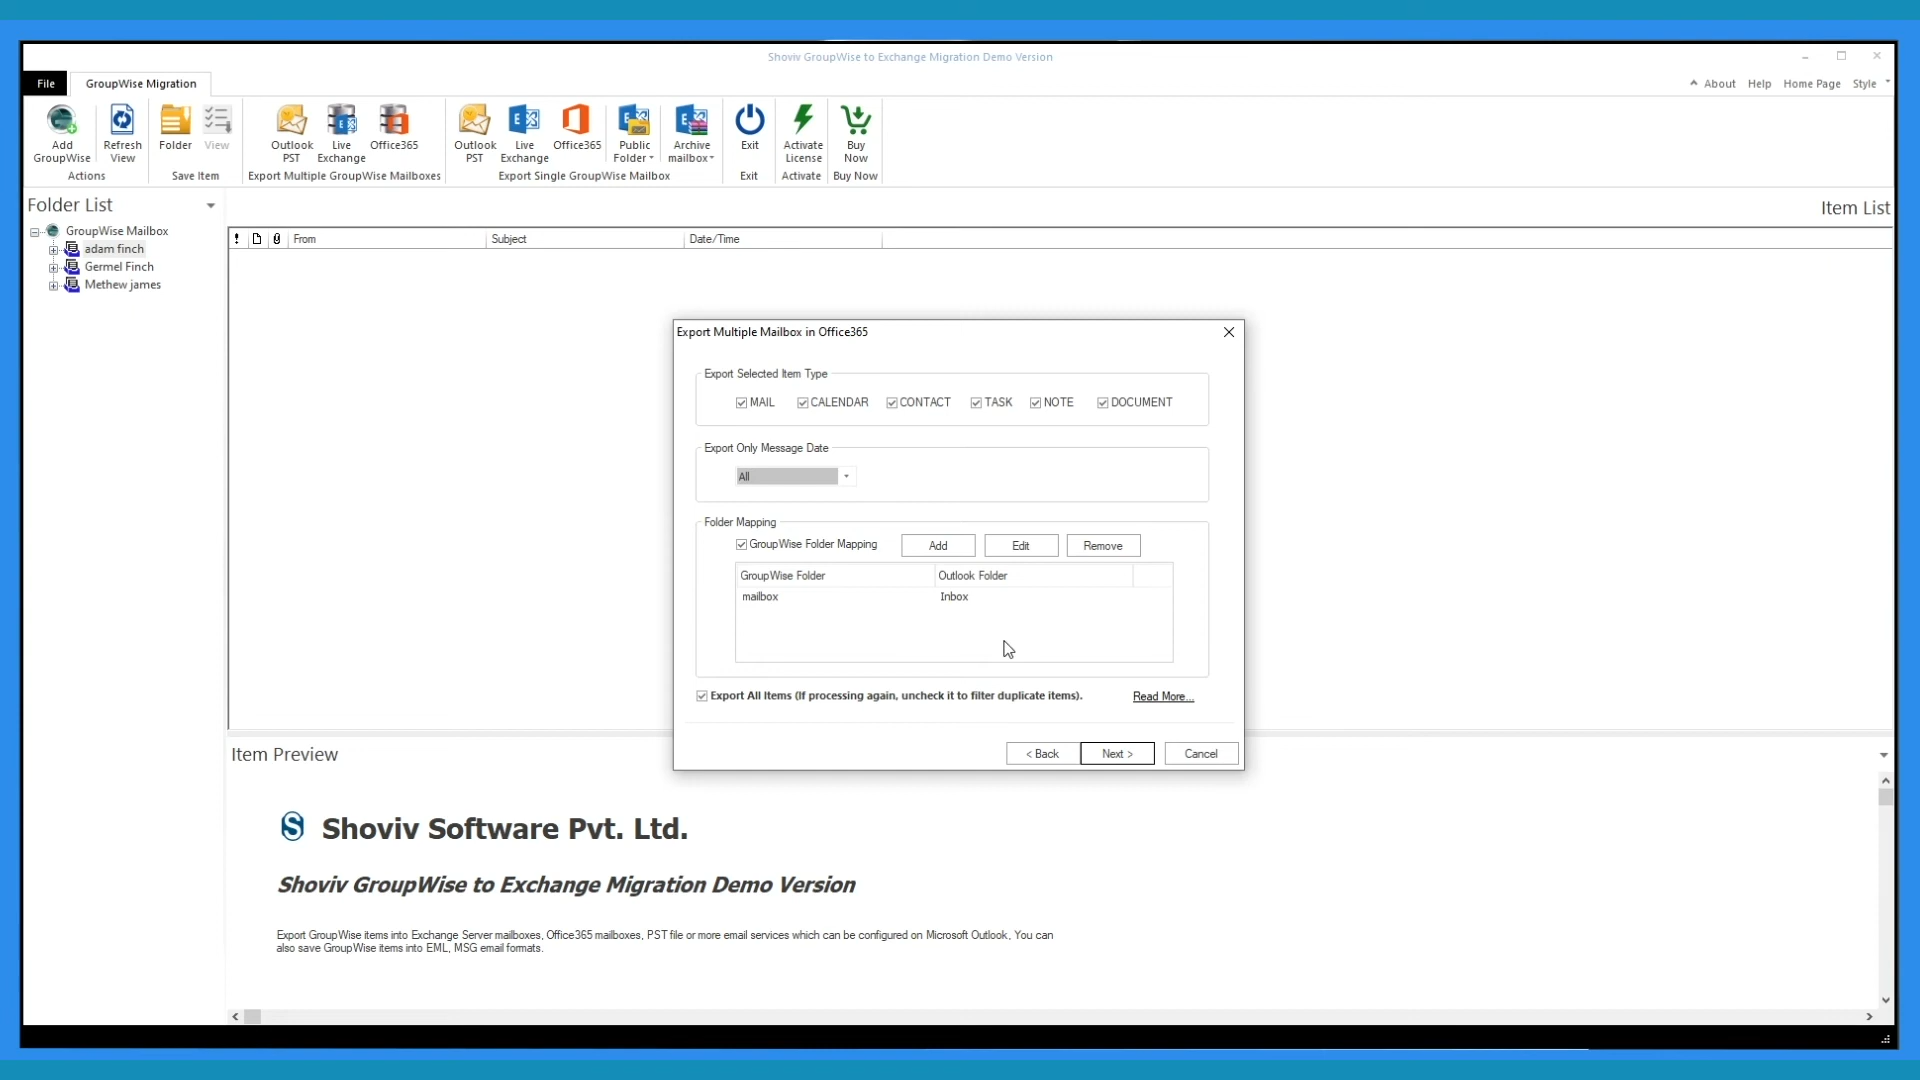 Shoviv GroupWise to Exchange Migration Demo Version
File
GroupWise Migration
About
Help
Home Page
Style
Add
GroupWise
Refresh
View
Folder
View
Outlook
PST
Live
Exchange
Office365
Outlook
PST
Live
Exchange
Office365
Public
Folder
Archive
mailbox
Exit
Activate
License
Buy
Now
Actions
Save Item
Export Multiple GroupWise Mailboxes
Export Single GroupWise Mailbox
Exit
Activate
Buy Now
Folder List
Item List
GroupWise Mailbox
adam finch
Germel Finch
Methew james
From
Subject
Date/Time
Export Multiple Mailbox in Office365
Export Selected Item Type
MAIL
CALENDAR
CONTACT
TASK
NOTE
DOCUMENT
Export Only Message Date
All
Folder Mapping
GroupWise Folder Mapping
Add
Edit
Remove
GroupWise Folder
Outlook Folder
mailbox
Inbox
Export All Items (If processing again, uncheck it to filter duplicate items).
Read More...
< Back
Next >
Cancel
Item Preview
Shoviv Software Pvt. Ltd.
Shoviv GroupWise to Exchange Migration Demo Version
Export GroupWise items into Exchange Server mailboxes, Office365 mailboxes, PST file or more email services which can be configured on Microsoft Outlook, You can
also save GroupWise items into EML, MSG email formats.